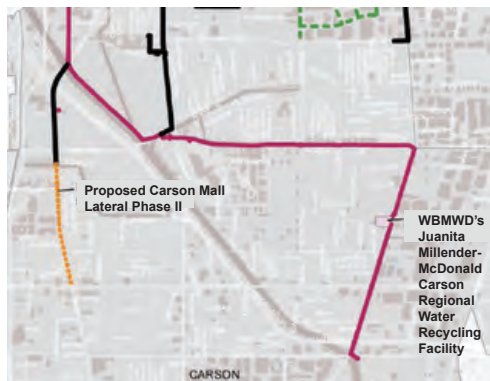 Proposed Carson Mall
Lateral Phase II
WBMWD's
Juanita
Millender-
McDonald
Carson
Regional
Water
Recycling
Facility
CARSON